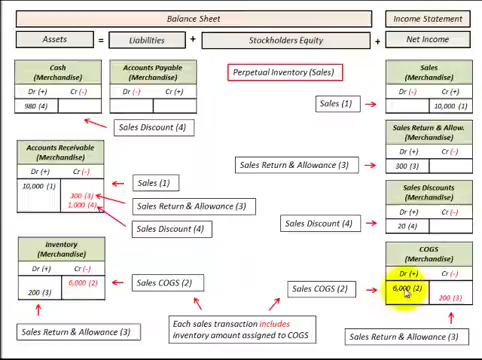 Balance Sheet
Income Statement
Assets = Liabilities + Stockholders Equity + Net Income
Cash
(Merchandise)
Dr (+) Cr (-)
980 (4)
Accounts Payable
(Merchandise)
Dr (-) Cr (+)
Perpetual Inventory (Sales)
Sales (1)
Sales
(Merchandise)
Dr (-) Cr (+)
10,000 (1)
Sales Discount (4)
Accounts Receivable
(Merchandise)
Dr (+) Cr (-)
10,000 (1)
300 (3)
1,000 (4)
Sales (1)
Sales Return & Allowance (3)
Sales Discount (4)
Sales Return & Allowance (3)
Sales Return & Allow.
(Merchandise)
Dr (+) Cr (-)
300 (3)
Sales Discount (4)
Sales Discounts
(Merchandise)
Dr (+) Cr (-)
20 (4)
Inventory
(Merchandise)
Dr (+) Cr (-)
6,000 (2)
200 (3)
Sales COGS (2)
Sales COGS (2)
COGS
(Merchandise)
Dr (+) Cr (-)
6,000 (2)
200 (3)
Sales Return & Allowance (3)
Each sales transaction includes
inventory amount assigned to COGS
Sales Return & Allowance (3)